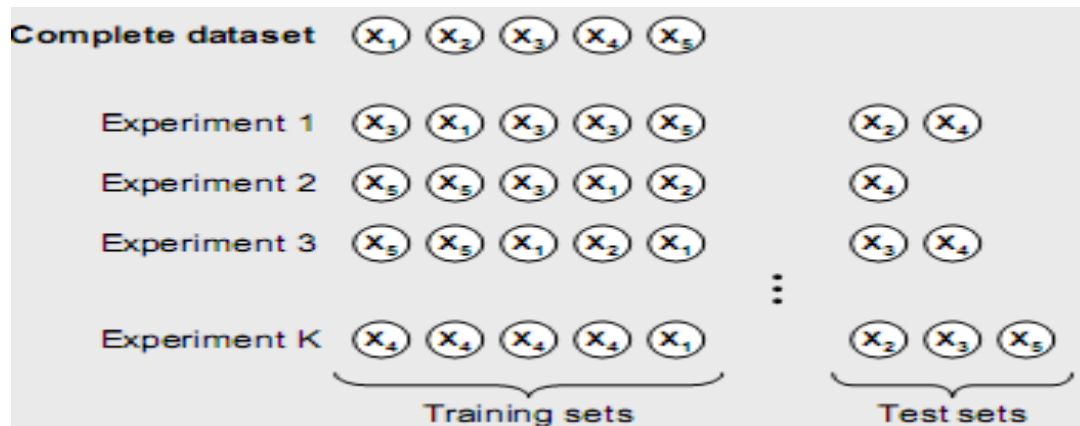 Complete dataset X₁ X₂ X₃ X₄ X₅
Experiment 1 X₃ X₁ X₃ X₃ X₅ X₂ X₄
Experiment 2 X₅ X₅ X₃ X₁ X₂ X₄
Experiment 3 X₅ X₅ X₁ X₂ X₁ X₃ X₄
Experiment K X₄ X₄ X₄ X₄ X₁ X₂ X₃ X₅
Training sets Test sets